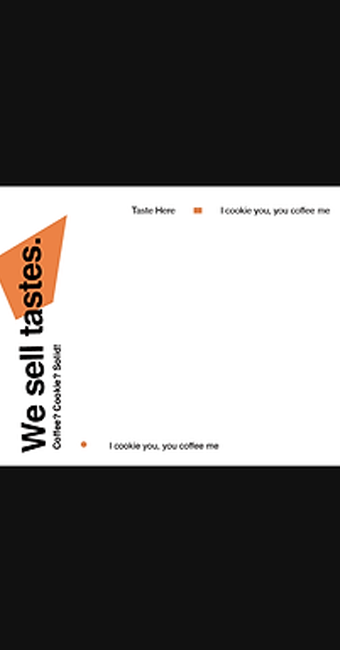 Taste Here
I cookie you, you coffee me
We sell tastes.
Coffee? Cookie? Solid!
I cookie you, you coffee me